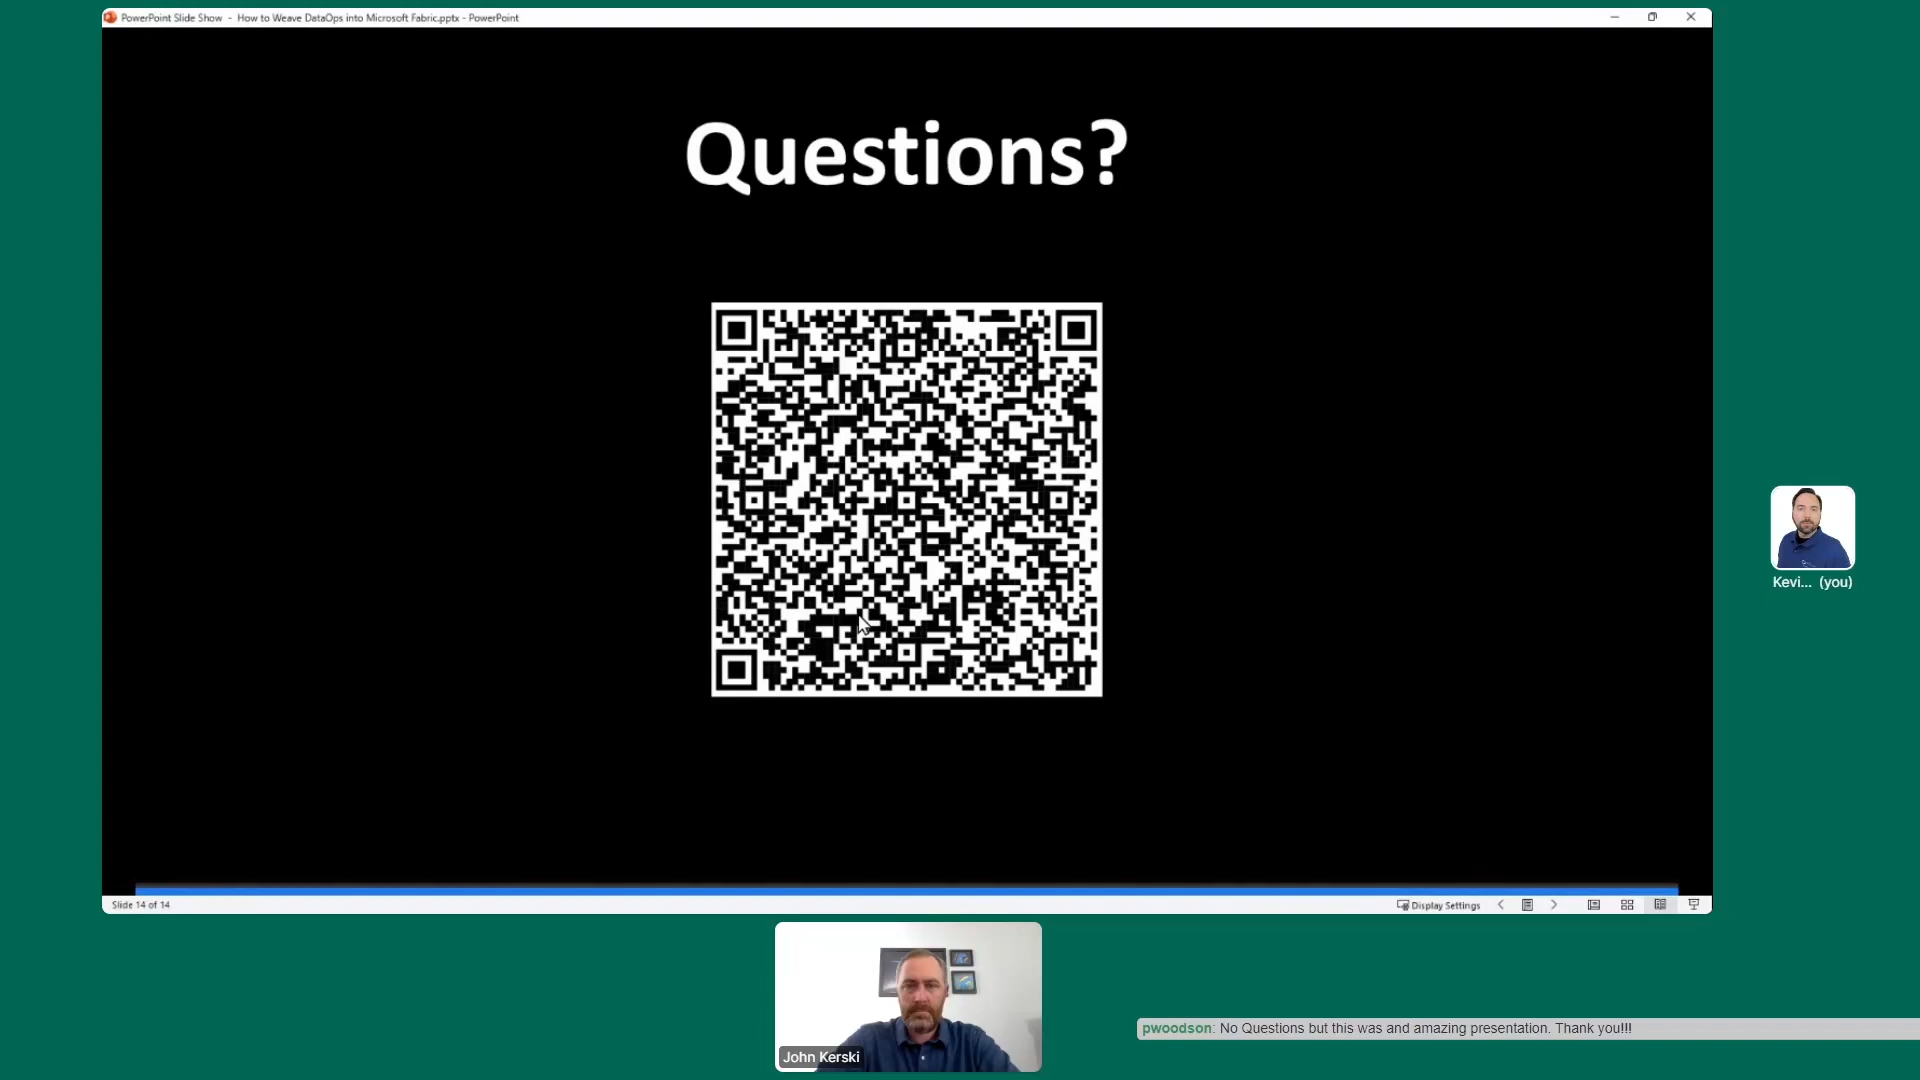 PowerPoint Slide Show - How to Weave DataOps into Microsoft Fabric.pptx - PowerPoint
Questions?
Kevi... (you)
Slide 14 of 14
Display Settings
John Kerski
pwoodson: No Questions but this was and amazing presentation. Thank you!!!